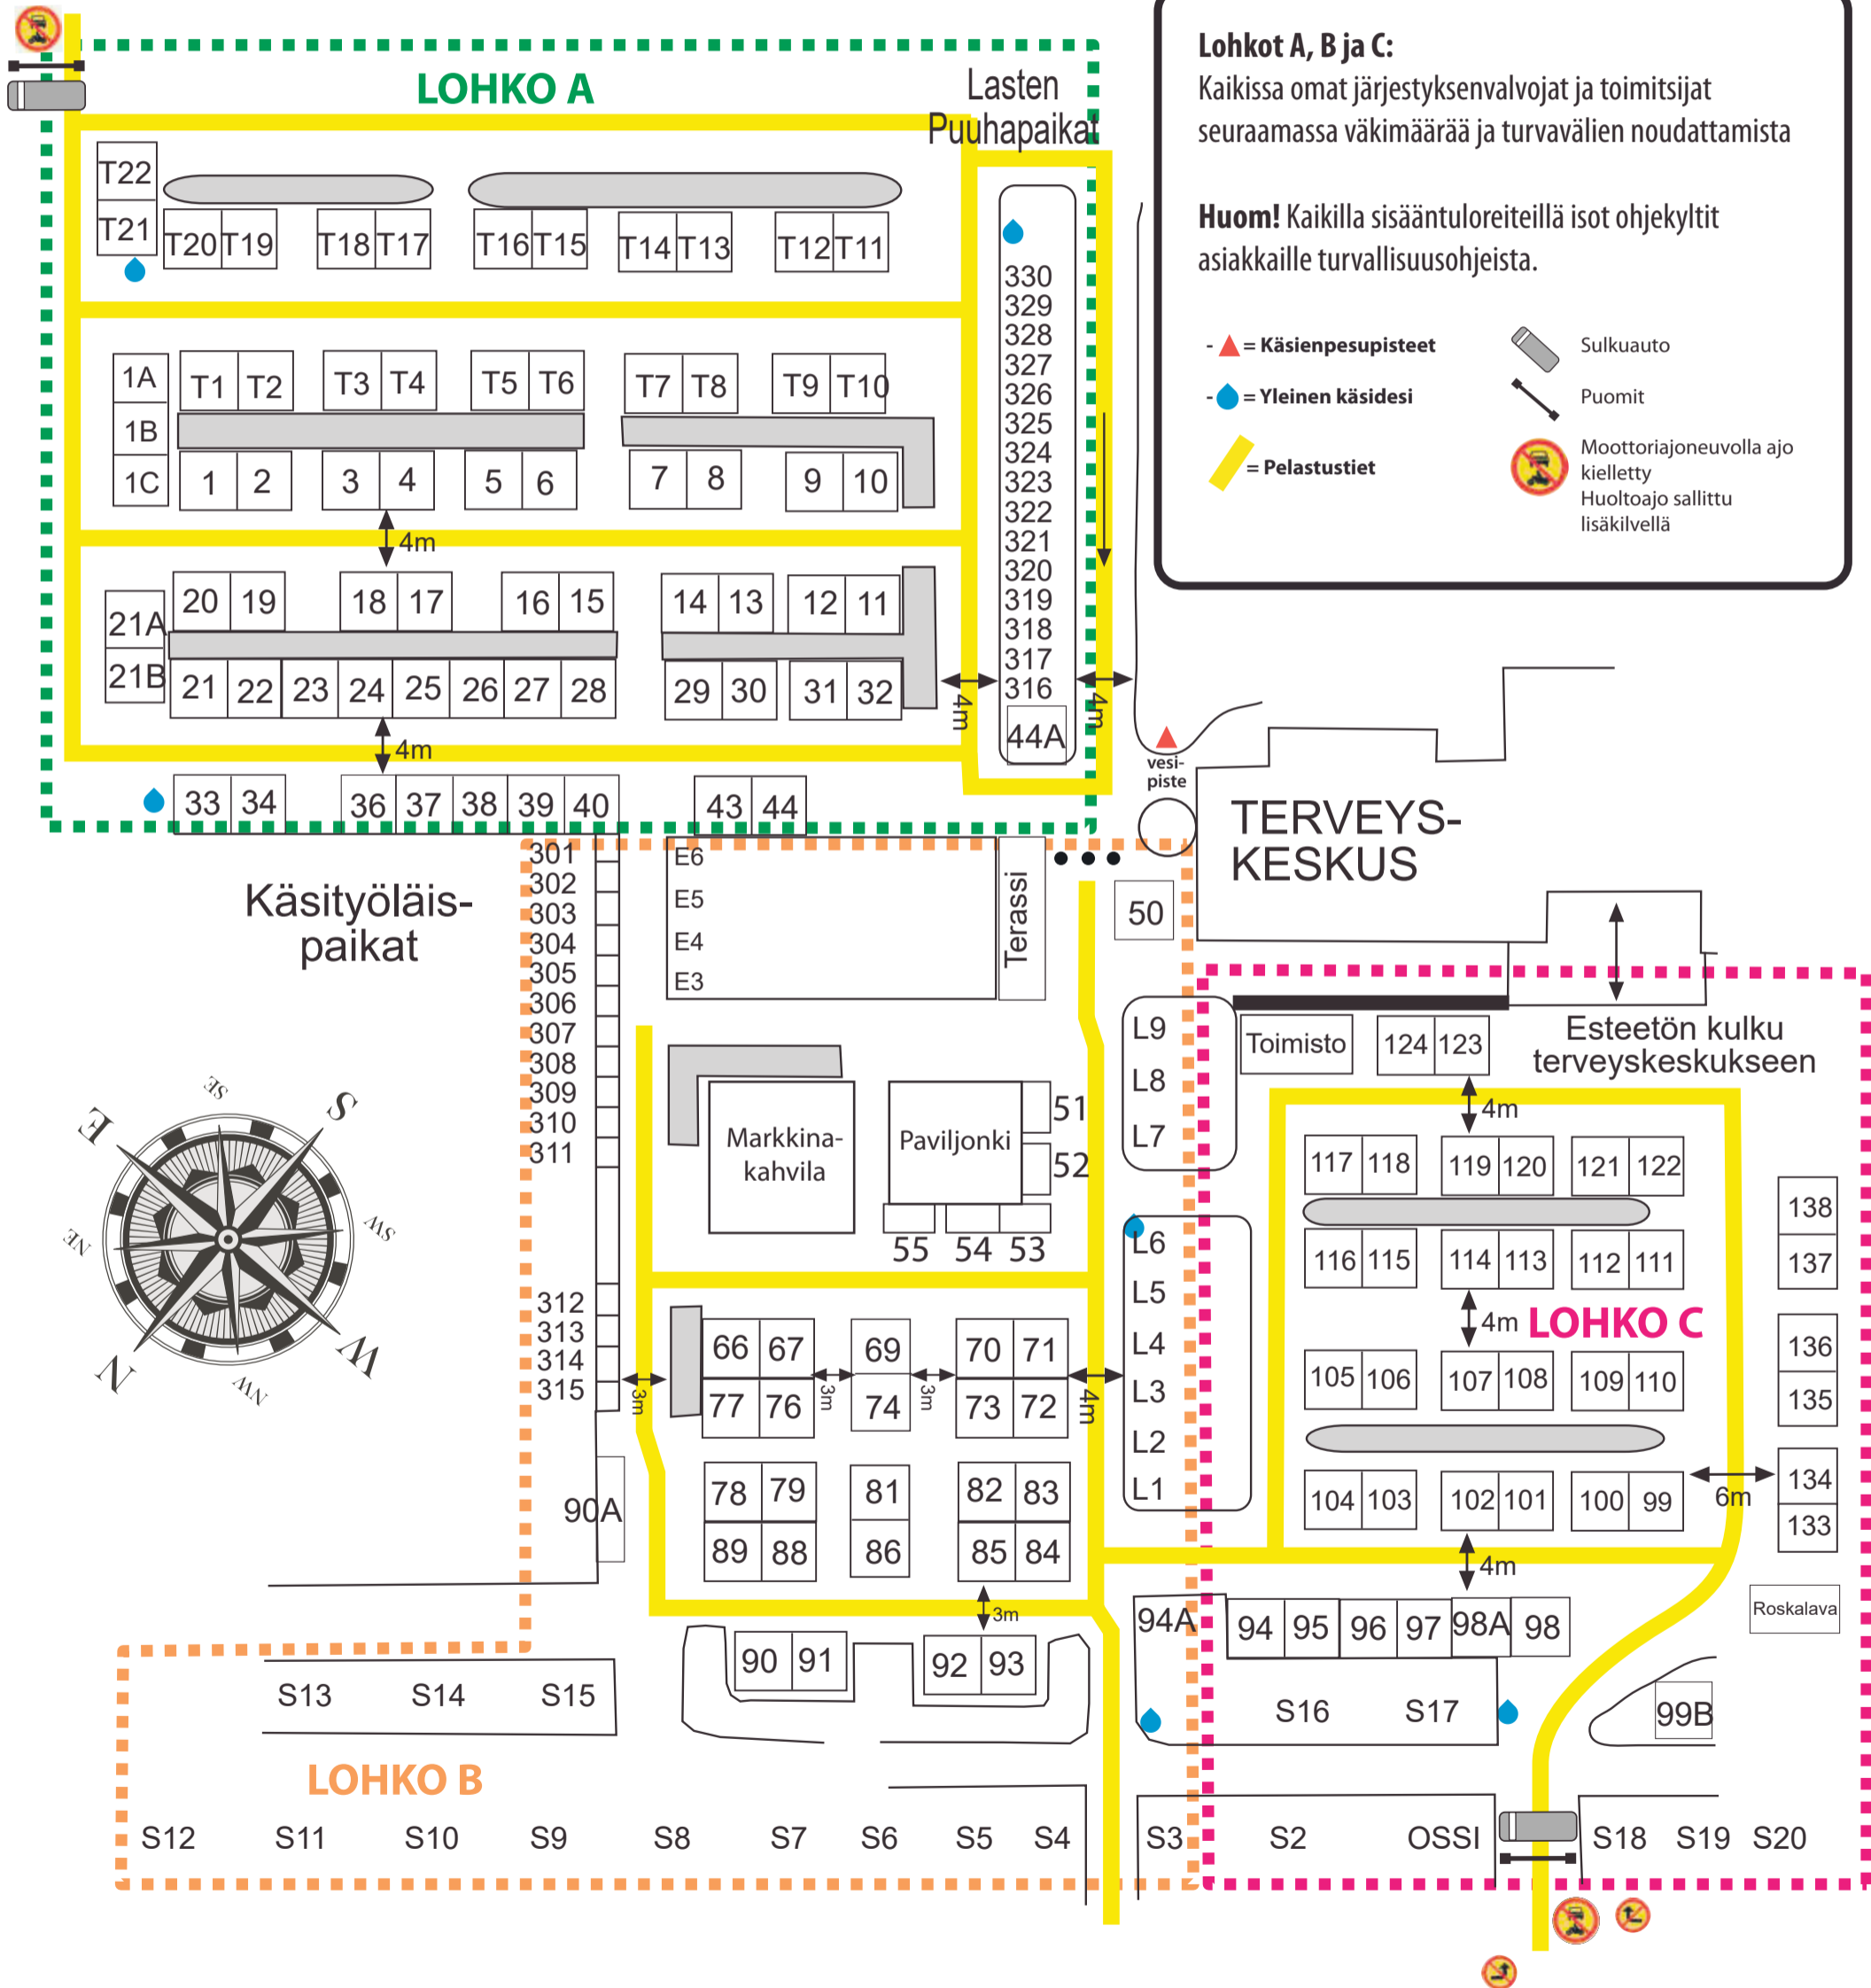 LOHKO A
Lasten
Puuhapaikat
Lohkot A, B ja C:
Kaikissa omat järjestyksenvalvojat ja toimitsijat
seuraamassa väkimäärää ja turvavälien noudattamista
Huom! Kaikilla sisääntuloreiteillä isot ohjekyltit
asiakkaille turvallisuusohjeista.
- = Käsienpesupisteet
- = Yleinen käsidesi
= Pelastustiet
Sulkuauto
Puomit
Moottoriajoneuvolla ajo
kielletty
Huoltoajo sallittu
lisäkilvellä
T22
T21
T20 T19 T18 T17 T16 T15 T14 T13 T12 T11
1A
1B
1C
T1 T2 T3 T4 T5 T6 T7 T8 T9 T10
1 2 3 4 5 6 7 8 9 10
4m
20 19 18 17 16 15 14 13 12 11
21A
21B
21 22 23 24 25 26 27 28 29 30 31 32
4m
4m
4m
33 34 36 37 38 39 40 43 44
330
329
328
327
326
325
324
323
322
321
320
319
318
317
316
44A
vesi-
piste
TERVEYS-
KESKUS
Käsityöläis-
paikat
301
302
303
304
305
306
307
308
309
310
311
312
313
314
315
90A
E6
E5
E4
E3
Terassi
50
S
SW
W
NW
N
NE
E
SE
Markkina-
kahvila
Paviljonki
51
52
55 54 53
L9
L8
L7
L6
L5
L4
L3
L2
L1
66 67 69 70 71
77 76 74 73 72
3m
3m
3m
4m
78 79 81 82 83
89 88 86 85 84
3m
90 91 92 93
Toimisto
124 123
Esteetön kulku
terveyskeskukseen
4m
117 118 119 120 121 122
116 115 114 113 112 111
4m
LOHKO C
105 106 107 108 109 110
104 103 102 101 100 99
4m
6m
138
137
136
135
134
133
Roskalava
94A 94 95 96 97 98A 98
S16 S17
99B
S13 S14 S15
LOHKO B
S12 S11 S10 S9 S8 S7 S6 S5 S4 S3 S2 OSSI S18 S19 S20